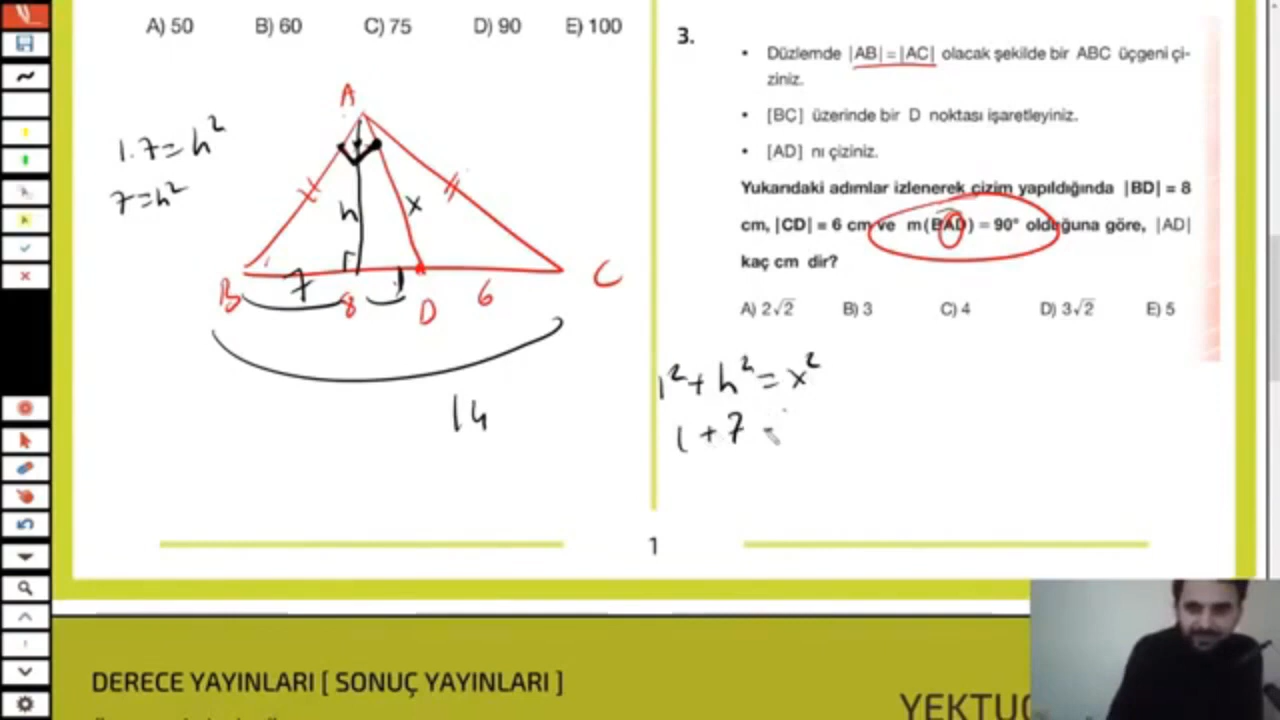 A) 50 B) 60 C) 75 D) 90 E) 100
1.7=h²
7=h²
A
h
x
7
1
B
8
D
6
C
14
3.
• Düzlemde |AB|=|AC| olacak şekilde bir ABC üçgeni çi-
ziniz.
• [BC] üzerinde bir D noktası işaretleyiniz.
• [AD] nı çiziniz.
Yukarıdaki adımlar izlenerek çizim yapıldığında |BD| = 8
cm, |CD| = 6 cm ve m(BAD) = 90° olduğuna göre, |AD|
kaç cm dir?
A) 2√2 B) 3 C) 4 D) 3√2 E) 5
1²+h²=x²
1+7
1
DERECE YAYINLARI [ SONUÇ YAYINLARI ]